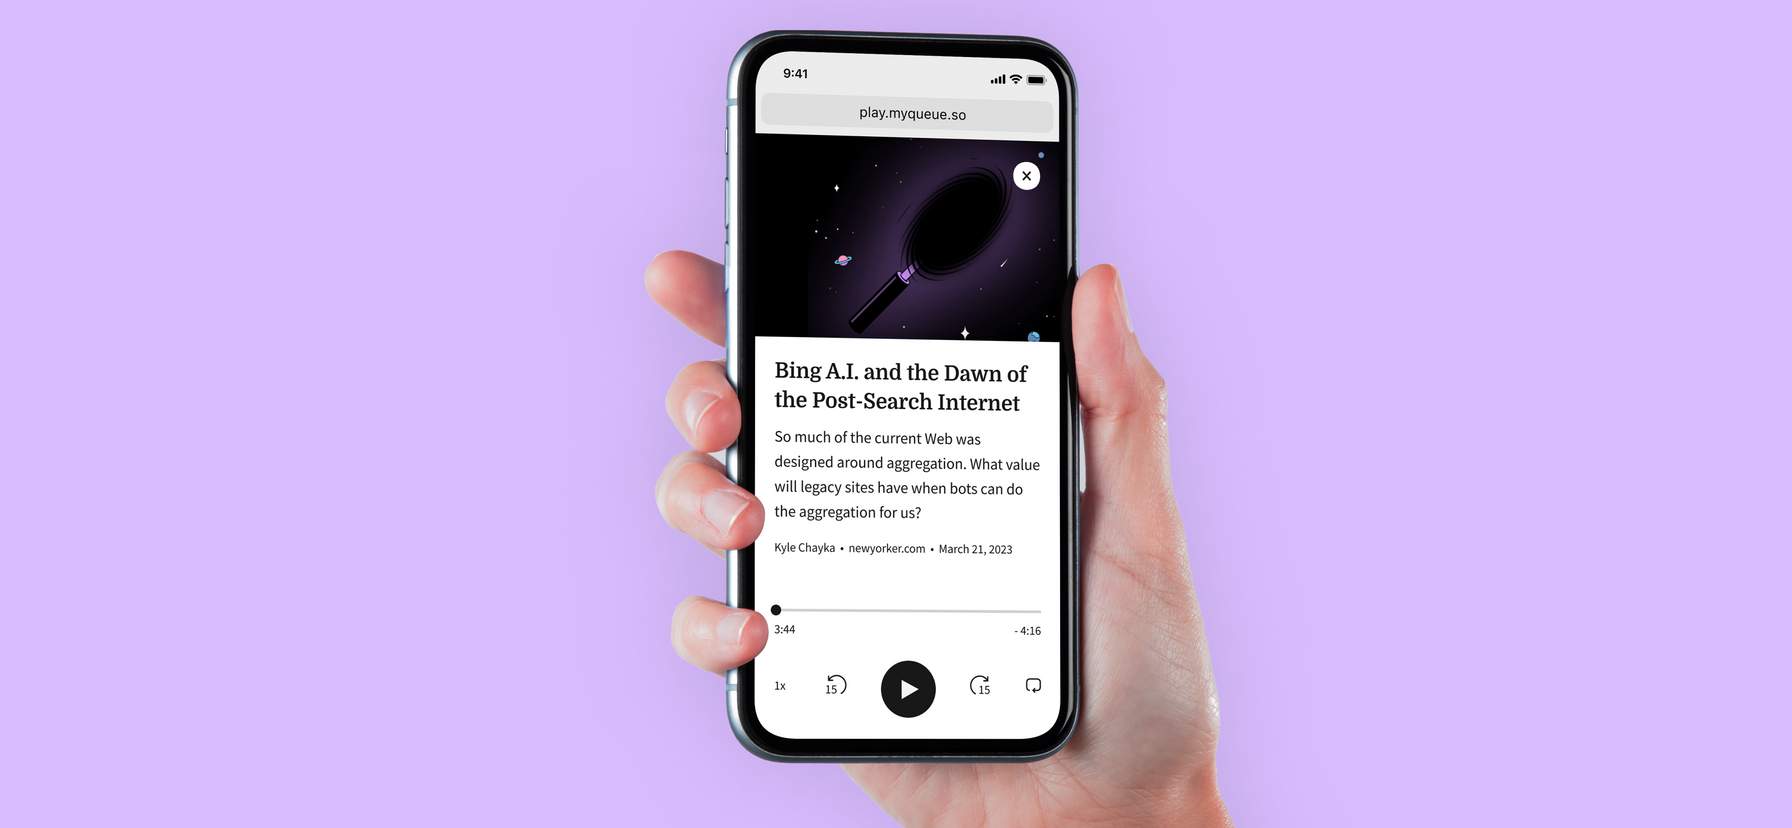 9:41
play.myqueue.so
Bing A.I. and the Dawn of
the Post-Search Internet
So much of the current Web was
designed around aggregation. What value
will legacy sites have when bots can do
the aggregation for us?
Kyle Chayka • newyorker.com • March 21, 2023
3:44
- 4:16
1x
15
15